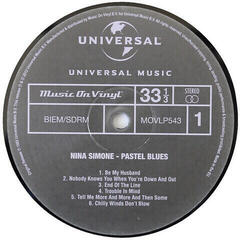 UNIVERSAL
UNIVERSAL MUSIC
Music On Vinyl
33 1/3
STEREO
BIEM/SDRM
MOVLP543
1
NINA SIMONE - PASTEL BLUES
1. Be My Husband
2. Nobody Knows You When You're Down and Out
3. End Of The Line
4. Trouble In Mind
5. Tell Me More And More And Then Some
6. Chilly Winds Don't Blow